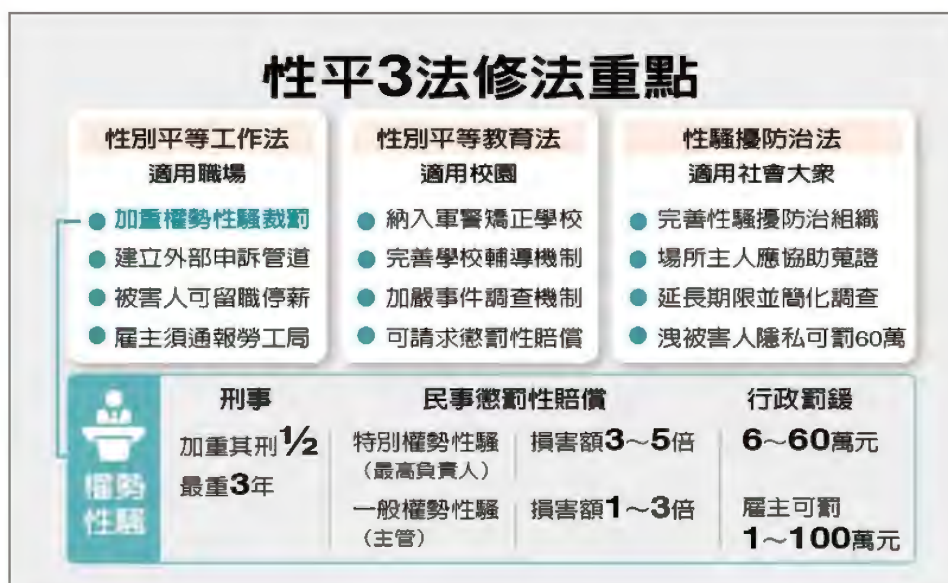 性平3法修法重點
性別平等工作法
適用職場
加重權勢性騷裁罰
建立外部申訴管道
被害人可留職停薪
雇主須通報勞工局
性別平等教育法
適用校園
納入軍警矯正學校
完善學校輔導機制
加嚴事件調查機制
可請求懲罰性賠償
性騷擾防治法
適用社會大眾
完善性騷擾防治組織
場所主人應協助蒐證
延長期限並簡化調查
洩被害人隱私可罰60萬
權勢
性騷
刑事
加重其刑1/2
最重3年
民事懲罰性賠償
特別權勢性騷
(最高負責人)
損害額3～5倍
一般權勢性騷
(主管)
損害額1～3倍
行政罰鍰
6～60萬元
雇主可罰
1～100萬元